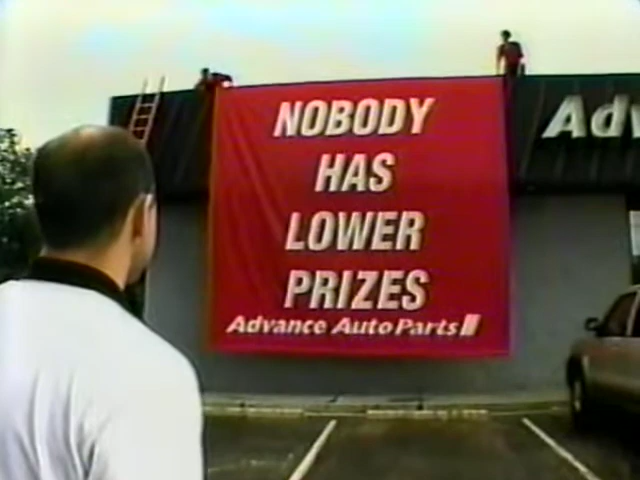 NOBODY
HAS
LOWER
PRIZES
Advance Auto Parts
Adv